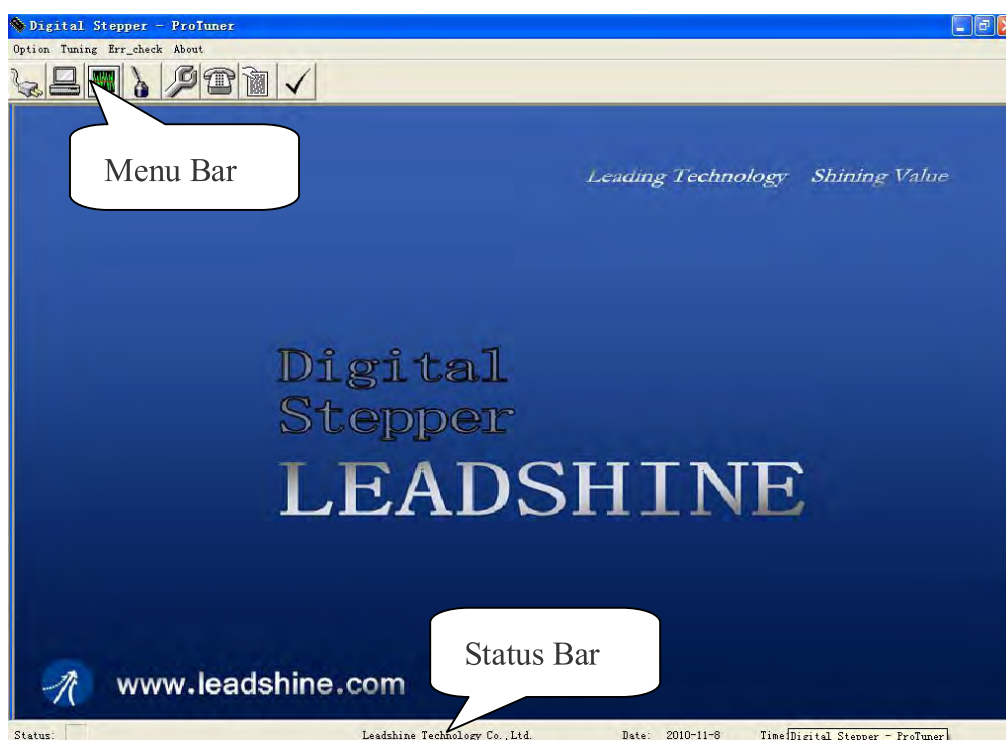 Digital Stepper - ProTuner
Option Tuning Err_check About
Menu Bar
Leading Technology Shining Value
Digital
Stepper
LEADSHINE
Status Bar
www.leadshine.com
Status: Leadshine Technology Co.,Ltd. Date: 2010-11-8 Time: Digital Stepper - ProTuner